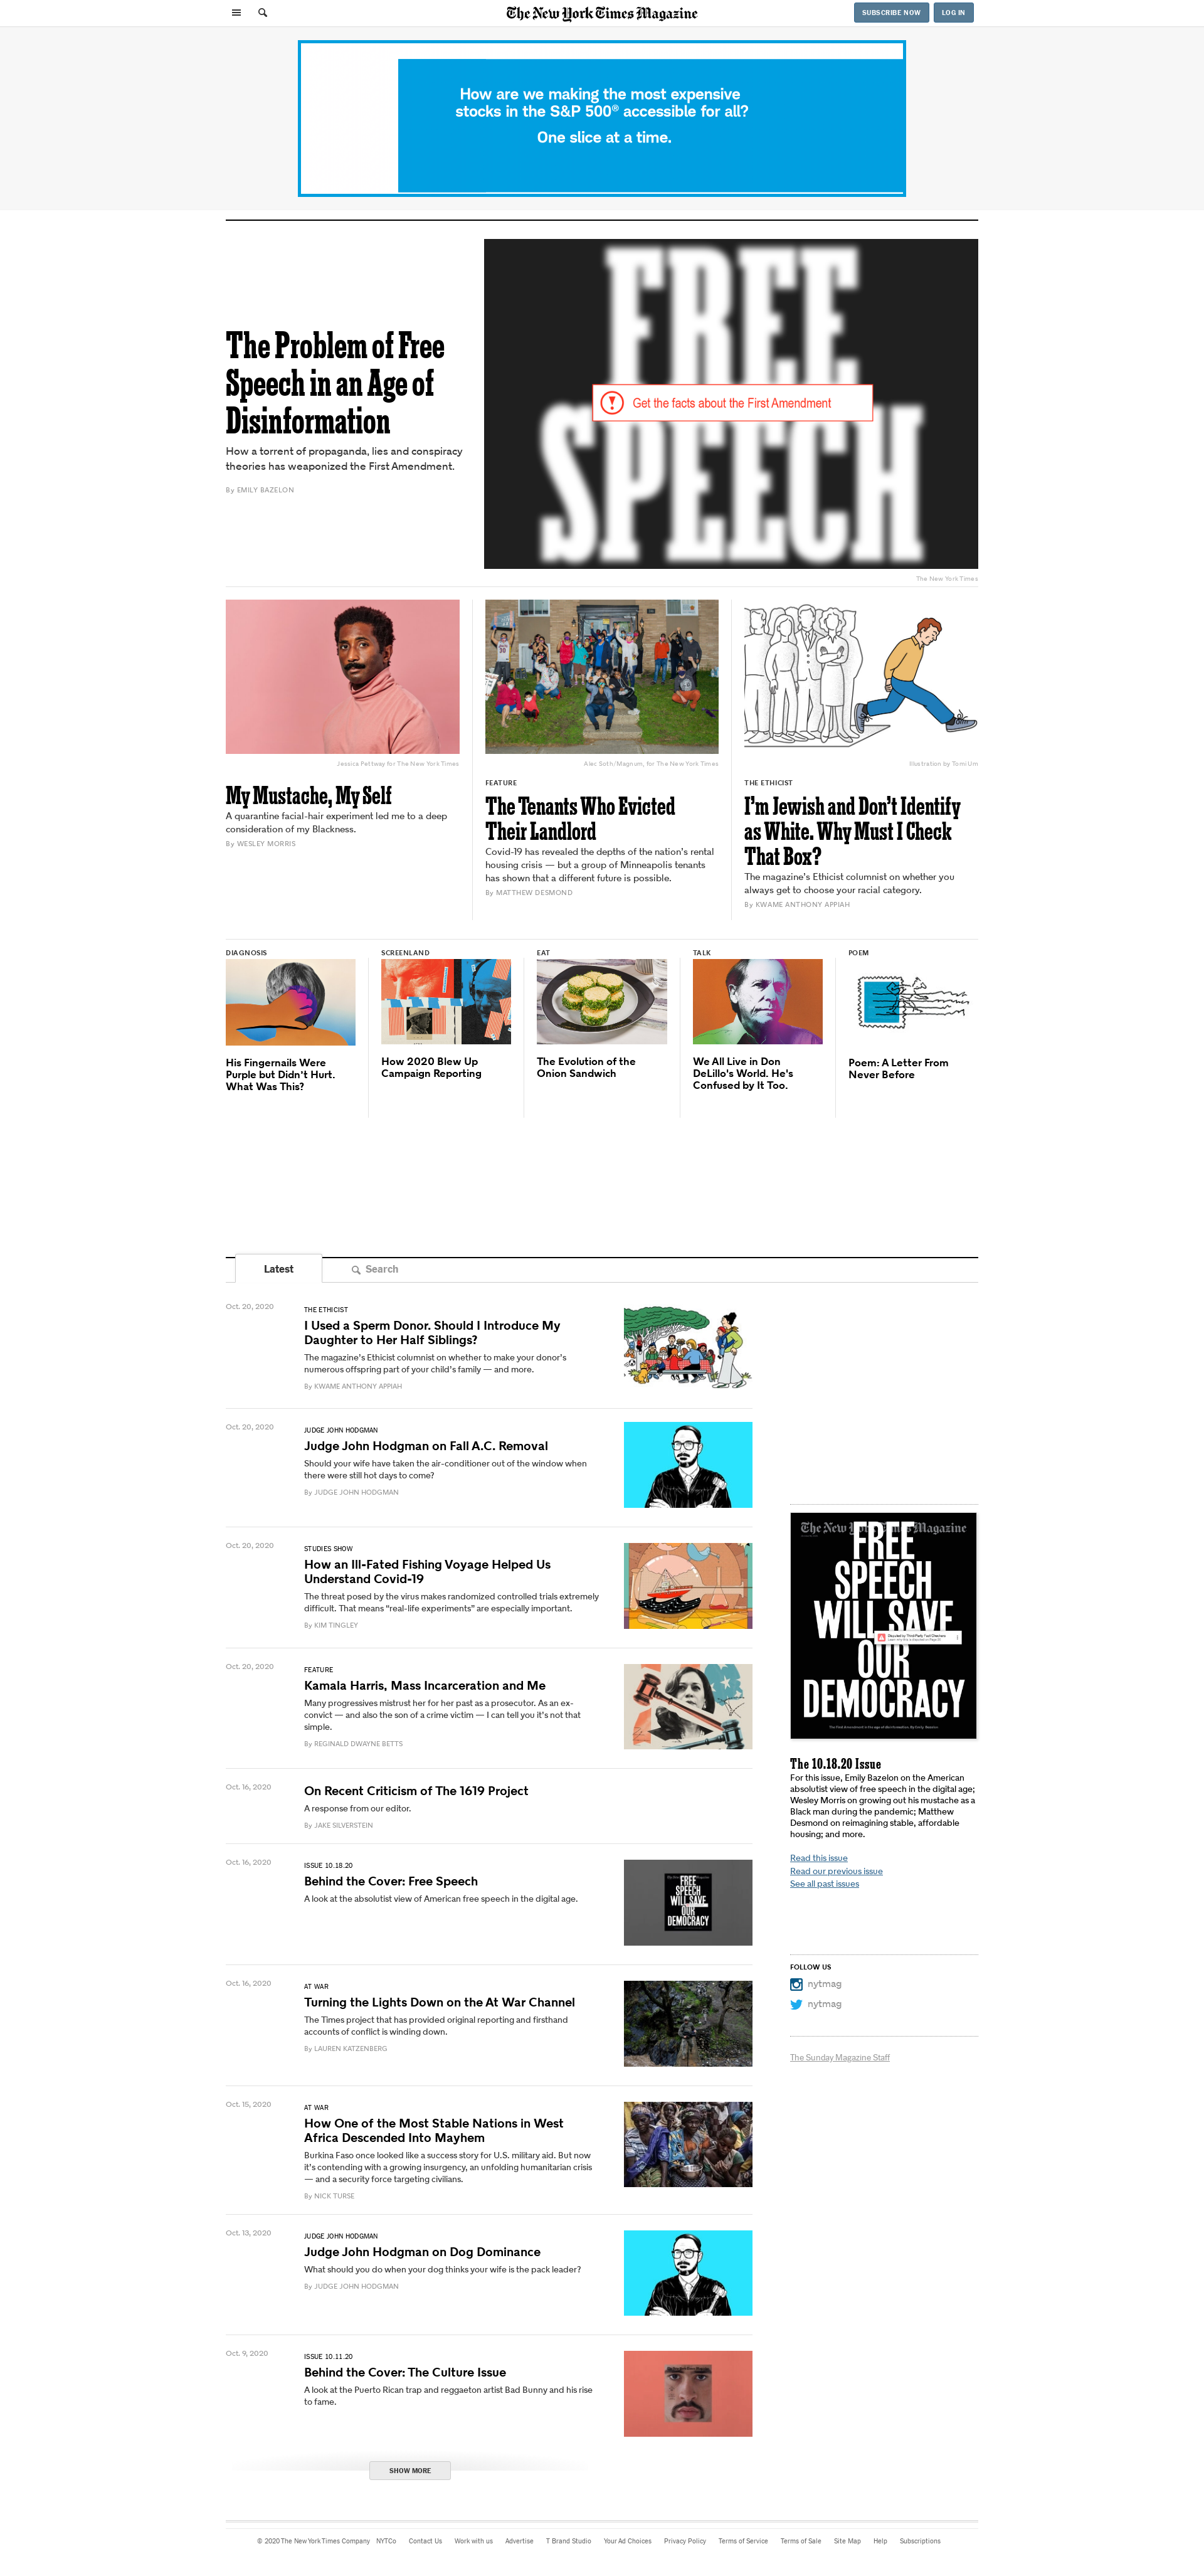 The New York Times Magazine
SUBSCRIBE NOW
LOG IN
How are we making the most expensive
stocks in the S&P 500® accessible for all?
One slice at a time.
The Problem of Free
Speech in an Age of
Disinformation
How a torrent of propaganda, lies and conspiracy
theories has weaponized the First Amendment.
By EMILY BAZELON
FREE
SPEECH
Get the facts about the First Amendment
The New York Times
Jessica Pettway for The New York Times
My Mustache, My Self
A quarantine facial-hair experiment led me to a deep
consideration of my Blackness.
By WESLEY MORRIS
Alec Soth/Magnum, for The New York Times
FEATURE
The Tenants Who Evicted
Their Landlord
Covid-19 has revealed the depths of the nation's rental
housing crisis — but a group of Minneapolis tenants
has shown that a different future is possible.
By MATTHEW DESMOND
Illustration by Tomi Um
THE ETHICIST
I'm Jewish and Don't Identify
as White. Why Must I Check
That Box?
The magazine's Ethicist columnist on whether you
always get to choose your racial category.
By KWAME ANTHONY APPIAH
DIAGNOSIS
His Fingernails Were
Purple but Didn't Hurt.
What Was This?
SCREENLAND
How 2020 Blew Up
Campaign Reporting
EAT
The Evolution of the
Onion Sandwich
TALK
We All Live in Don
DeLillo's World. He's
Confused by It Too.
POEM
Poem: A Letter From
Never Before
Latest
Search
Oct. 20, 2020
THE ETHICIST
I Used a Sperm Donor. Should I Introduce My
Daughter to Her Half Siblings?
The magazine's Ethicist columnist on whether to make your donor's
numerous offspring part of your child's family — and more.
By KWAME ANTHONY APPIAH
Oct. 20, 2020
JUDGE JOHN HODGMAN
Judge John Hodgman on Fall A.C. Removal
Should your wife have taken the air-conditioner out of the window when
there were still hot days to come?
By JUDGE JOHN HODGMAN
Oct. 20, 2020
STUDIES SHOW
How an Ill-Fated Fishing Voyage Helped Us
Understand Covid-19
The threat posed by the virus makes randomized controlled trials extremely
difficult. That means "real-life experiments" are especially important.
By KIM TINGLEY
Oct. 20, 2020
FEATURE
Kamala Harris, Mass Incarceration and Me
Many progressives mistrust her for her past as a prosecutor. As an ex-
convict — and also the son of a crime victim — I can tell you it's not that
simple.
By REGINALD DWAYNE BETTS
Oct. 16, 2020
On Recent Criticism of The 1619 Project
A response from our editor.
By JAKE SILVERSTEIN
Oct. 16, 2020
ISSUE 10.18.20
Behind the Cover: Free Speech
A look at the absolutist view of American free speech in the digital age.
FREE
SPEECH
WILL SAVE
OUR
DEMOCRACY
Oct. 16, 2020
AT WAR
Turning the Lights Down on the At War Channel
The Times project that has provided original reporting and firsthand
accounts of conflict is winding down.
By LAUREN KATZENBERG
Oct. 15, 2020
AT WAR
How One of the Most Stable Nations in West
Africa Descended Into Mayhem
Burkina Faso once looked like a success story for U.S. military aid. But now
it's contending with a growing insurgency, an unfolding humanitarian crisis
— and a security force targeting civilians.
By NICK TURSE
Oct. 13, 2020
JUDGE JOHN HODGMAN
Judge John Hodgman on Dog Dominance
What should you do when your dog thinks your wife is the pack leader?
By JUDGE JOHN HODGMAN
Oct. 9, 2020
ISSUE 10.11.20
Behind the Cover: The Culture Issue
A look at the Puerto Rican trap and reggaeton artist Bad Bunny and his rise
to fame.
SHOW MORE
The New York Times Magazine
FREE
SPEECH
WILL SAVE
OUR
DEMOCRACY
The 10.18.20 Issue
For this issue, Emily Bazelon on the American
absolutist view of free speech in the digital age;
Wesley Morris on growing out his mustache as a
Black man during the pandemic; Matthew
Desmond on reimagining stable, affordable
housing; and more.
Read this issue
Read our previous issue
See all past issues
FOLLOW US
nytmag
nytmag
The Sunday Magazine Staff
© 2020 The New York Times Company NYTCo Contact Us Work with us Advertise T Brand Studio Your Ad Choices Privacy Policy Terms of Service Terms of Sale Site Map Help Subscriptions